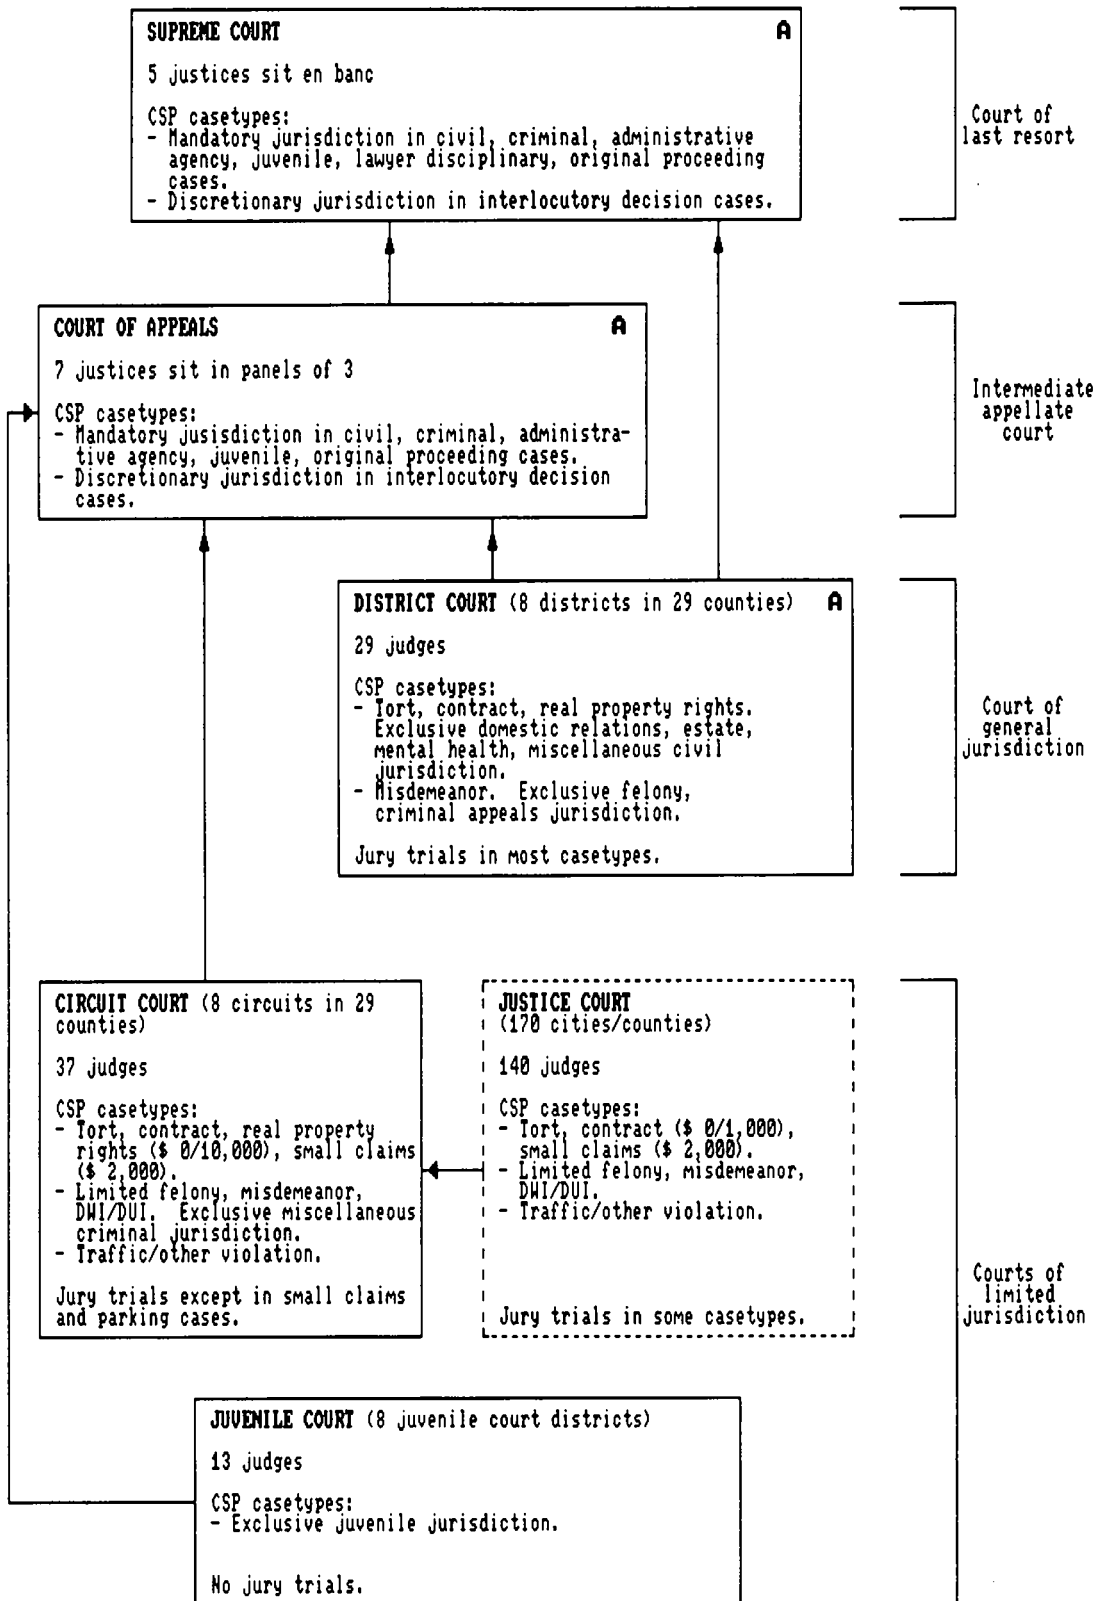 SUPREME COURT A
5 justices sit en banc
CSP casetypes:
- Mandatory jurisdiction in civil, criminal, administrative
agency, juvenile, lawyer disciplinary, original proceeding
cases.
- Discretionary jurisdiction in interlocutory decision cases.
Court of
last resort
COURT OF APPEALS A
7 justices sit in panels of 3
CSP casetypes:
- Mandatory jusisdiction in civil, criminal, administra-
tive agency, juvenile, original proceeding cases.
- Discretionary jurisdiction in interlocutory decision
cases.
Intermediate
appellate
court
DISTRICT COURT (8 districts in 29 counties) A
29 judges
CSP casetypes:
- Tort, contract, real property rights.
Exclusive domestic relations, estate,
mental health, miscellaneous civil
jurisdiction.
- Misdemeanor. Exclusive felony,
criminal appeals jurisdiction.
Jury trials in most casetypes.
Court of
general
jurisdiction
CIRCUIT COURT (8 circuits in 29
counties)
37 judges
CSP casetypes:
- Tort, contract, real property
rights ($ 0/10,000), small claims
($ 2,000).
- Limited felony, misdemeanor,
DWI/DUI. Exclusive miscellaneous
criminal jurisdiction.
- Traffic/other violation.
Jury trials except in small claims
and parking cases.
JUSTICE COURT
(170 cities/counties)
140 judges
CSP casetypes:
- Tort, contract ($ 0/1,000),
small claims ($ 2,000).
- Limited felony, misdemeanor,
DWI/DUI.
- Traffic/other violation.
Jury trials in some casetypes.
Courts of
limited
jurisdiction
JUVENILE COURT (8 juvenile court districts)
13 judges
CSP casetypes:
- Exclusive juvenile jurisdiction.
No jury trials.